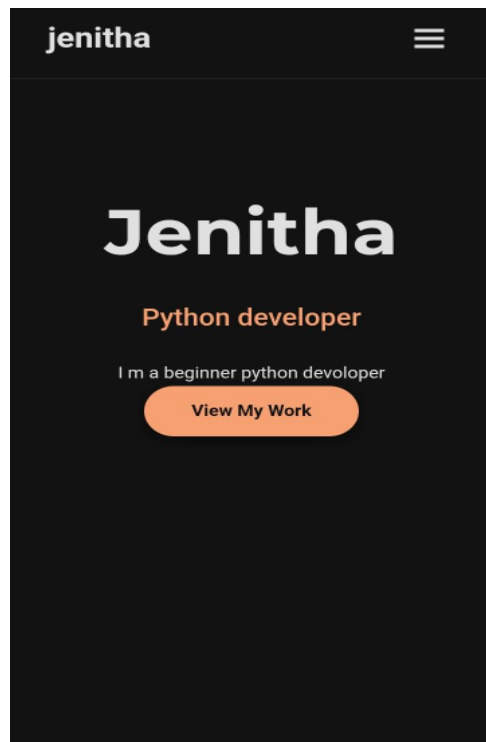 jenitha
Jenitha
Python developer
I m a beginner python devoloper
View My Work